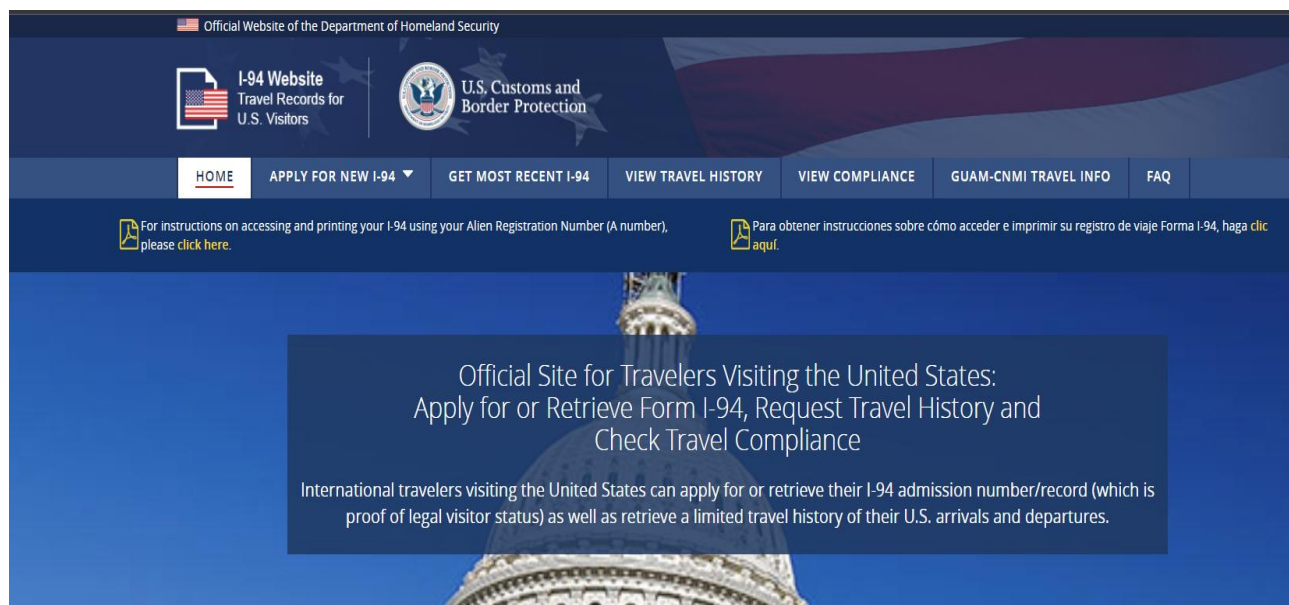 Official Website of the Department of Homeland Security
I-94 Website
Travel Records for
U.S. Visitors
U.S. Customs and
Border Protection
HOME
APPLY FOR NEW I-94
GET MOST RECENT I-94
VIEW TRAVEL HISTORY
VIEW COMPLIANCE
GUAM-CNMI TRAVEL INFO
FAQ
For instructions on accessing and printing your I-94 using your Alien Registration Number (A number),
please click here.
Para obtener instrucciones sobre cómo acceder e imprimir su registro de viaje Forma I-94, haga clic
aquí.
Official Site for Travelers Visiting the United States:
Apply for or Retrieve Form I-94, Request Travel History and
Check Travel Compliance
International travelers visiting the United States can apply for or retrieve their I-94 admission number/record (which is
proof of legal visitor status) as well as retrieve a limited travel history of their U.S. arrivals and departures.